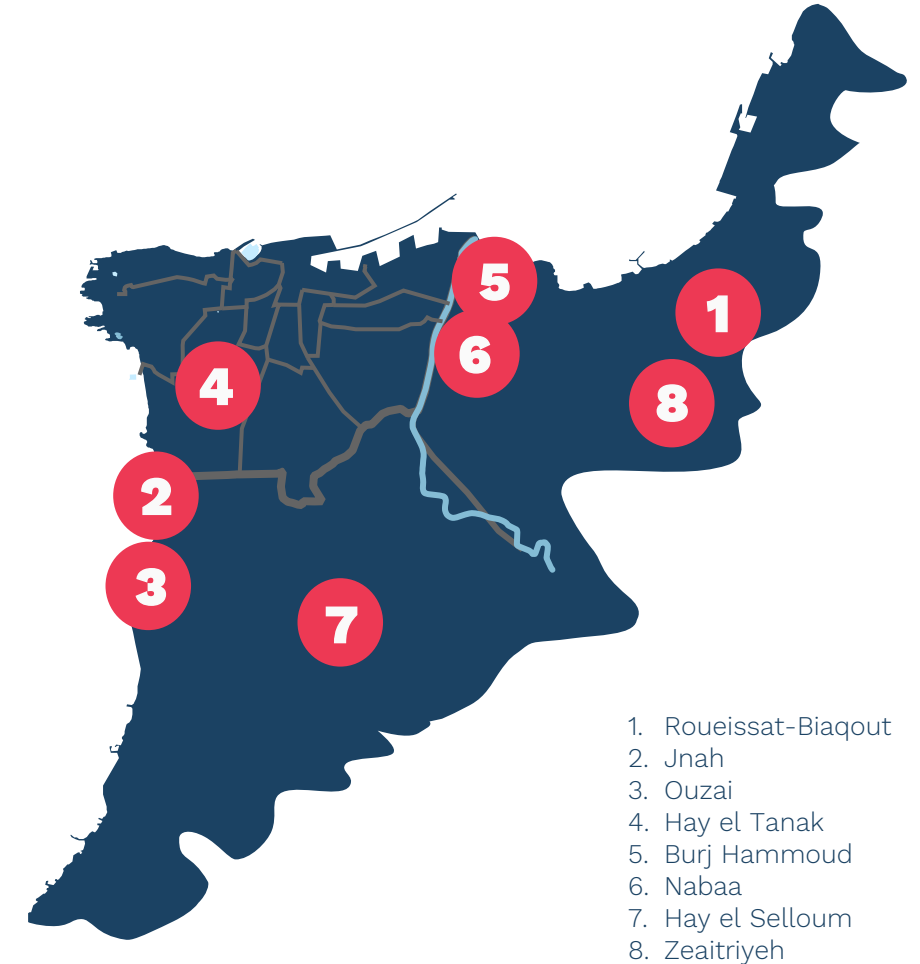 5
1
6
4
8
2
3
7
1. Roueissat-Biaqout
2. Jnah
3. Ouzai
4. Hay el Tanak
5. Burj Hammoud
6. Nabaa
7. Hay el Selloum
8. Zeaitriyeh